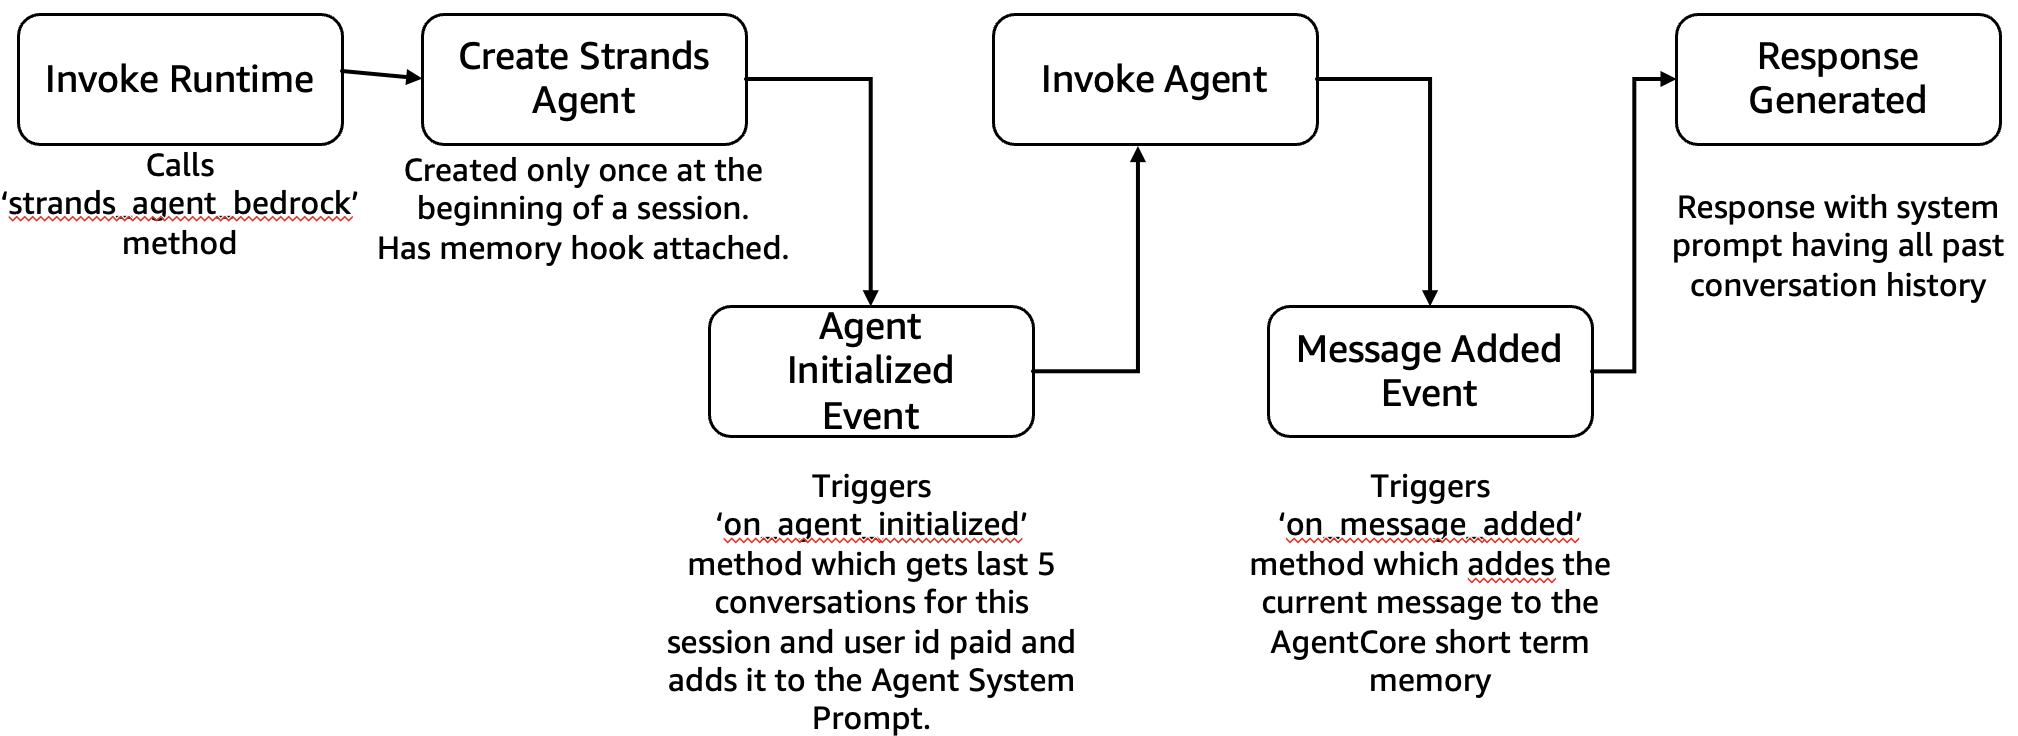 Invoke Runtime
Calls
‘strands_agent_bedrock’
method
Create Strands
Agent
Created only once at the
beginning of a session.
Has memory hook attached.
Agent
Initialized
Event
Triggers
‘on_agent_initialized’
method which gets last 5
conversations for this
session and user id paid and
adds it to the Agent System
Prompt.
Invoke Agent
Message Added
Event
Triggers
‘on_message_added’
method which addes the
current message to the
AgentCore short term
memory
Response
Generated
Response with system
prompt having all past
conversation history